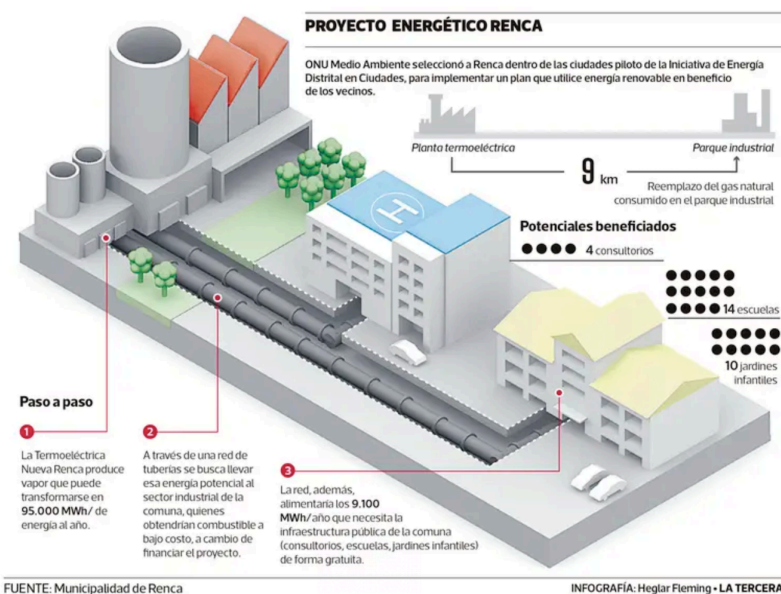 PROYECTO ENERGÉTICO RENCA
ONU Medio Ambiente seleccionó a Renca dentro de las ciudades piloto de la Iniciativa de Energía
Distrital en Ciudades, para implementar un plan que utilice energía renovable en beneficio
de los vecinos.
Planta termoeléctrica
Parque industrial
9 km
Reemplazo del gas natural
consumido en el parque industrial
H
Potenciales beneficiados
4 consultorios
14 escuelas
10 jardines
infantiles
Paso a paso
1
La Termoeléctrica
Nueva Renca produce
vapor que puede
transformarse en
95.000 MWh/ de
energía al año.
2
A través de una red de
tuberías se busca llevar
esa energía potencial al
sector industrial de la
comuna, quienes
obtendrían combustible a
bajo costo, a cambio de
financiar el proyecto.
3
La red, además,
alimentaría los 9.100
MWh/año que necesita la
infraestructura pública de la comuna
(consultorios, escuelas, jardines infantiles)
de forma gratuita.
FUENTE: Municipalidad de Renca
INFOGRAFÍA: Heglar Fleming • LA TERCERA